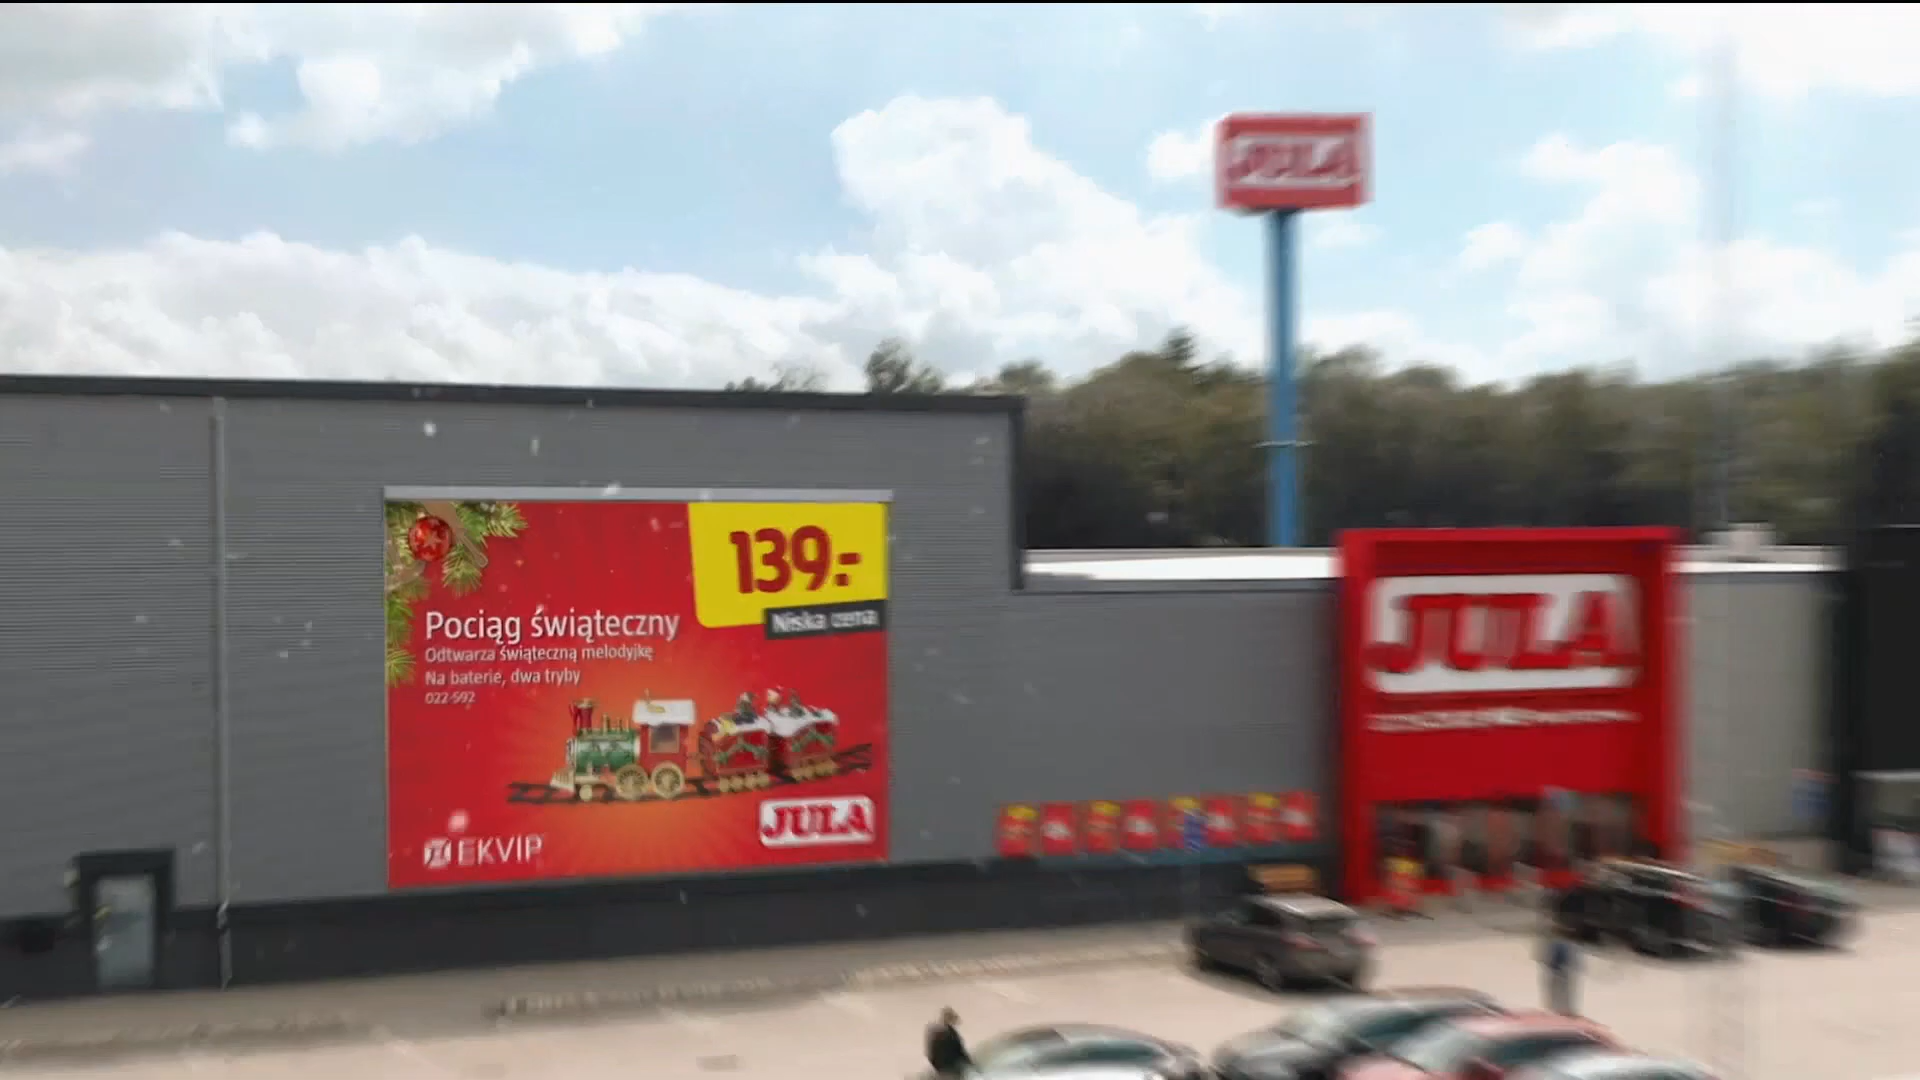 JULA
139.-
Niska cena
Pociąg świąteczny
Odtwarza świąteczną melodyjkę
Na baterie, dwa tryby
022-592
JULA
EKVIP
JULA